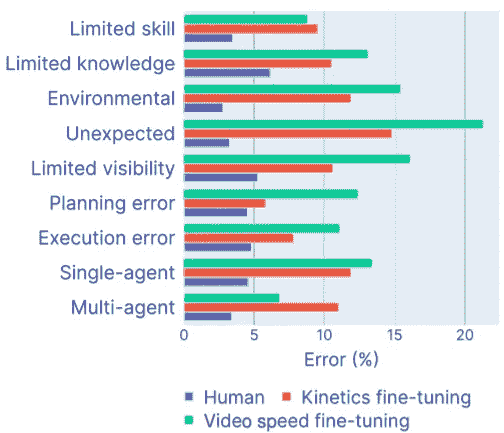 Limited skill
Limited knowledge
Environmental
Unexpected
Limited visibility
Planning error
Execution error
Single-agent
Multi-agent
0 5 10 15 20
Error (%)
Human Kinetics fine-tuning
Video speed fine-tuning